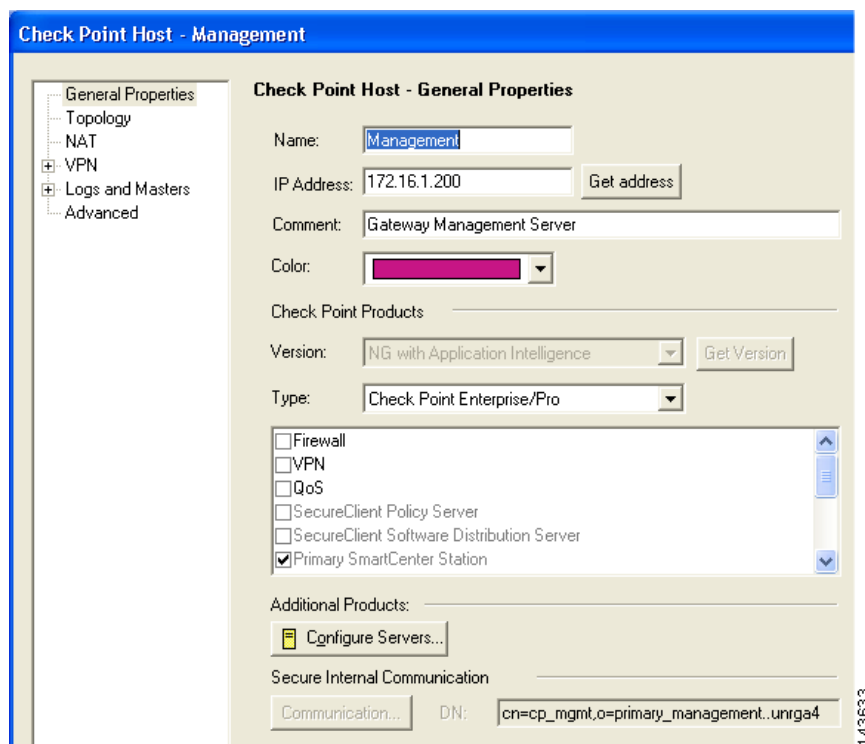 Check Point Host - Management
General Properties
Topology
NAT
VPN
Logs and Masters
Advanced
Check Point Host - General Properties
Name: Management
IP Address: 172.16.1.200 Get address
Comment: Gateway Management Server
Color:
Check Point Products
Version: NG with Application Intelligence Get Version
Type: Check Point Enterprise/Pro
Firewall
VPN
QoS
SecureClient Policy Server
SecureClient Software Distribution Server
Primary SmartCenter Station
Additional Products:
Configure Servers...
Secure Internal Communication
Communication... DN: cn=cp_mgmt,o=primary_management..unrga4
143633